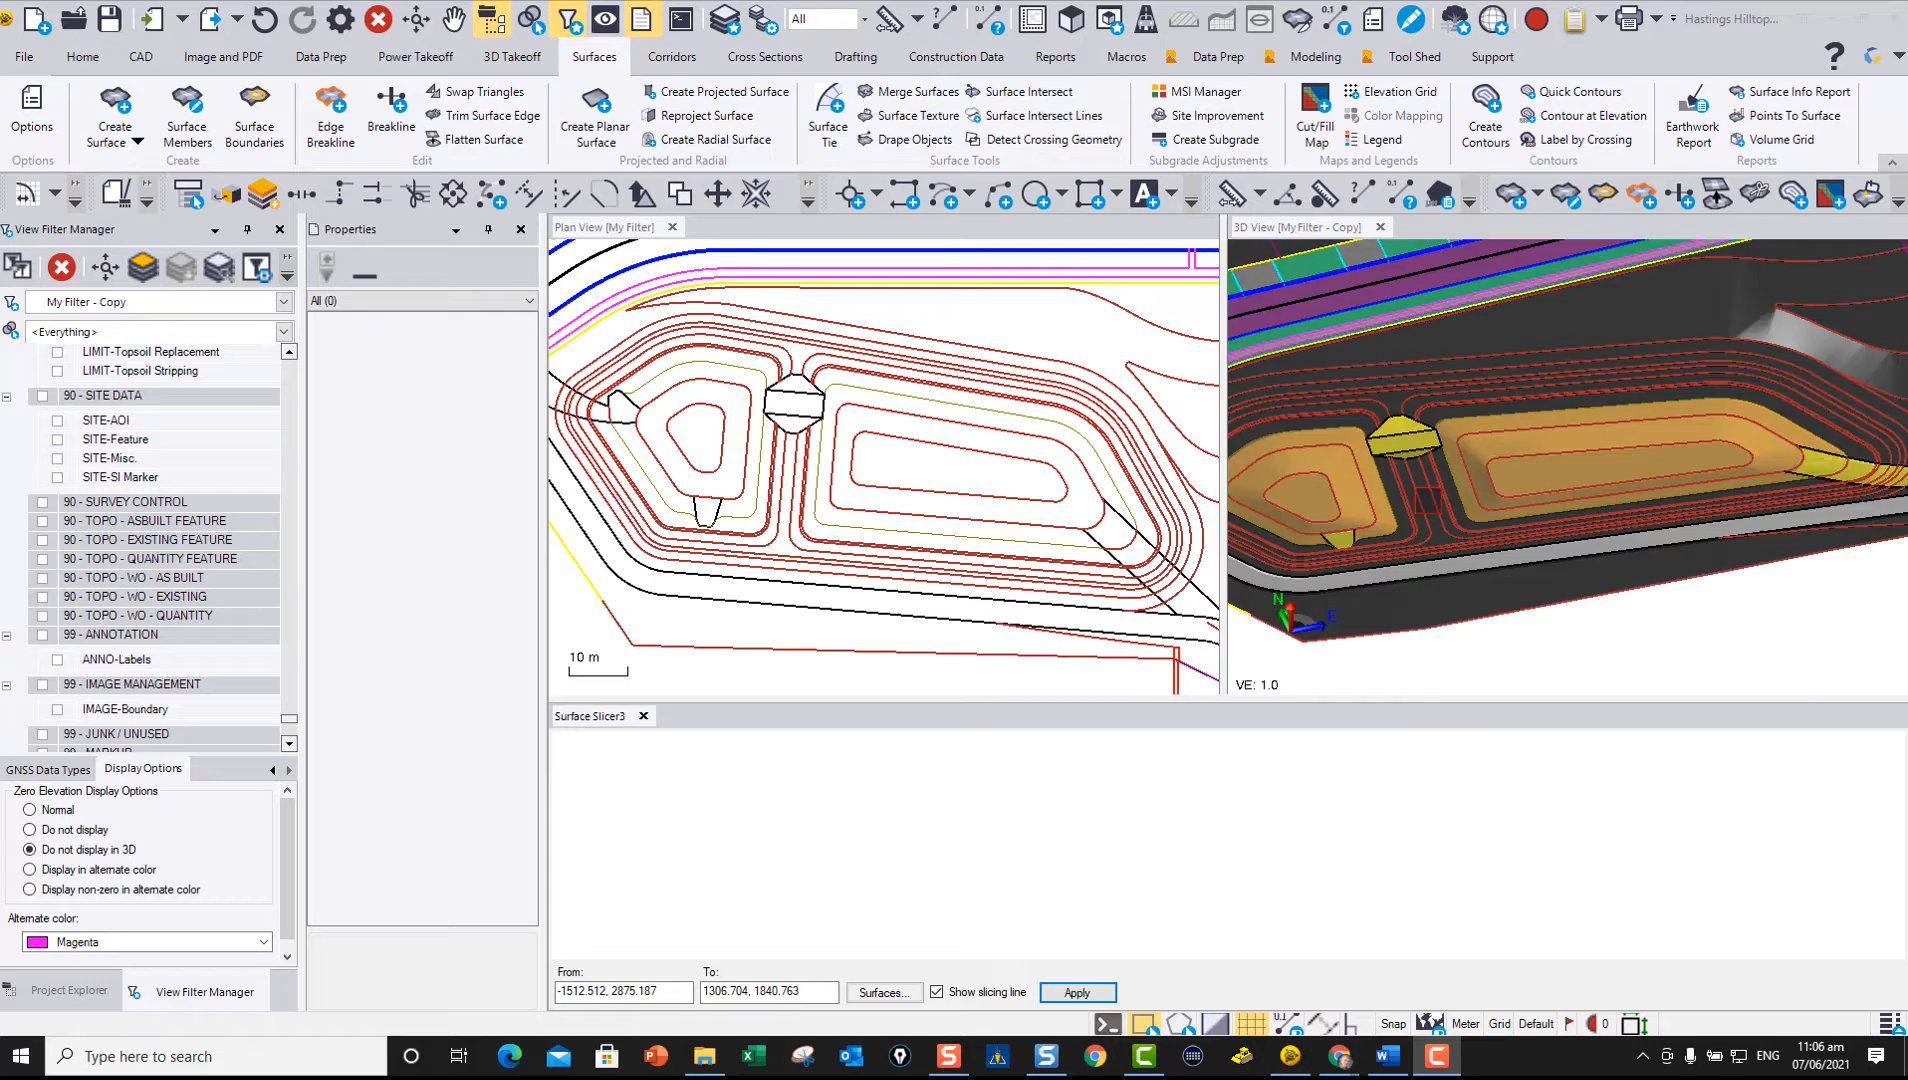 All
Hastings Hilltop...
File
Home
CAD
Image and PDF
Data Prep
Power Takeoff
3D Takeoff
Surfaces
Corridors
Cross Sections
Drafting
Construction Data
Reports
Macros
Data Prep
Modeling
Tool Shed
Support
Options
Create Surface
Surface Members
Surface Boundaries
Edge Breakline
Breakline
Swap Triangles
Trim Surface Edge
Flatten Surface
Create Planar Surface
Create Projected Surface
Reproject Surface
Create Radial Surface
Surface Tie
Merge Surfaces
Surface Texture
Drape Objects
Surface Intersect
Surface Intersect Lines
Detect Crossing Geometry
MSI Manager
Site Improvement
Create Subgrade
Cut/Fill Map
Elevation Grid
Color Mapping
Legend
Create Contours
Quick Contours
Contour at Elevation
Label by Crossing
Earthwork Report
Surface Info Report
Points To Surface
Volume Grid
Options
Create
Edit
Projected and Radial
Surface Tools
Subgrade Adjustments
Maps and Legends
Contours
Reports
View Filter Manager
Properties
Plan View [My Filter]
3D View [My Filter - Copy]
My Filter - Copy
All (0)
<Everything>
LIMIT-Topsoil Replacement
LIMIT-Topsoil Stripping
90 - SITE DATA
SITE-AOI
SITE-Feature
SITE-Misc.
SITE-SI Marker
90 - SURVEY CONTROL
90 - TOPO - ASBUILT FEATURE
90 - TOPO - EXISTING FEATURE
90 - TOPO - QUANTITY FEATURE
90 - TOPO - WO - AS BUILT
90 - TOPO - WO - EXISTING
90 - TOPO - WO - QUANTITY
99 - ANNOTATION
ANNO-Labels
99 - IMAGE MANAGEMENT
IMAGE-Boundary
99 - JUNK / UNUSED
99 - MARKUP
10 m
N
E
VE: 1.0
Surface Slicer3
GNSS Data Types
Display Options
Zero Elevation Display Options
Normal
Do not display
Do not display in 3D
Display in alternate color
Display non-zero in alternate color
Alternate color:
Magenta
Project Explorer
View Filter Manager
From:
To:
-1512.512, 2875.187
1306.704, 1840.763
Surfaces...
Show slicing line
Apply
Snap
Meter
Grid
Default
0
Type here to search
ENG
11:06 am
07/06/2021